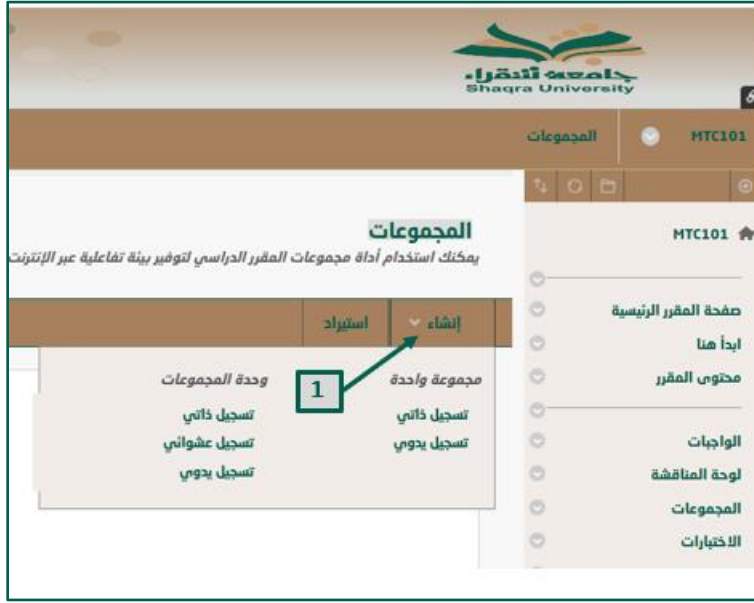 جامعة شقراء
Shaqra University
MTC101
المجموعات
MTC101
صفحة المقرر الرئيسية
ابدأ هنا
محتوى المقرر
الواجبات
لوحة المناقشة
المجموعات
الاختبارات
المجموعات
يمكنك استخدام أداة مجموعات المقرر الدراسي لتوفير بيئة تفاعلية عبر الإنترنت
إنشاء
استيراد
1
مجموعة واحدة
تسجيل ذاتي
تسجيل يدوي
وحدة المجموعات
تسجيل ذاتي
تسجيل عشوائي
تسجيل يدوي